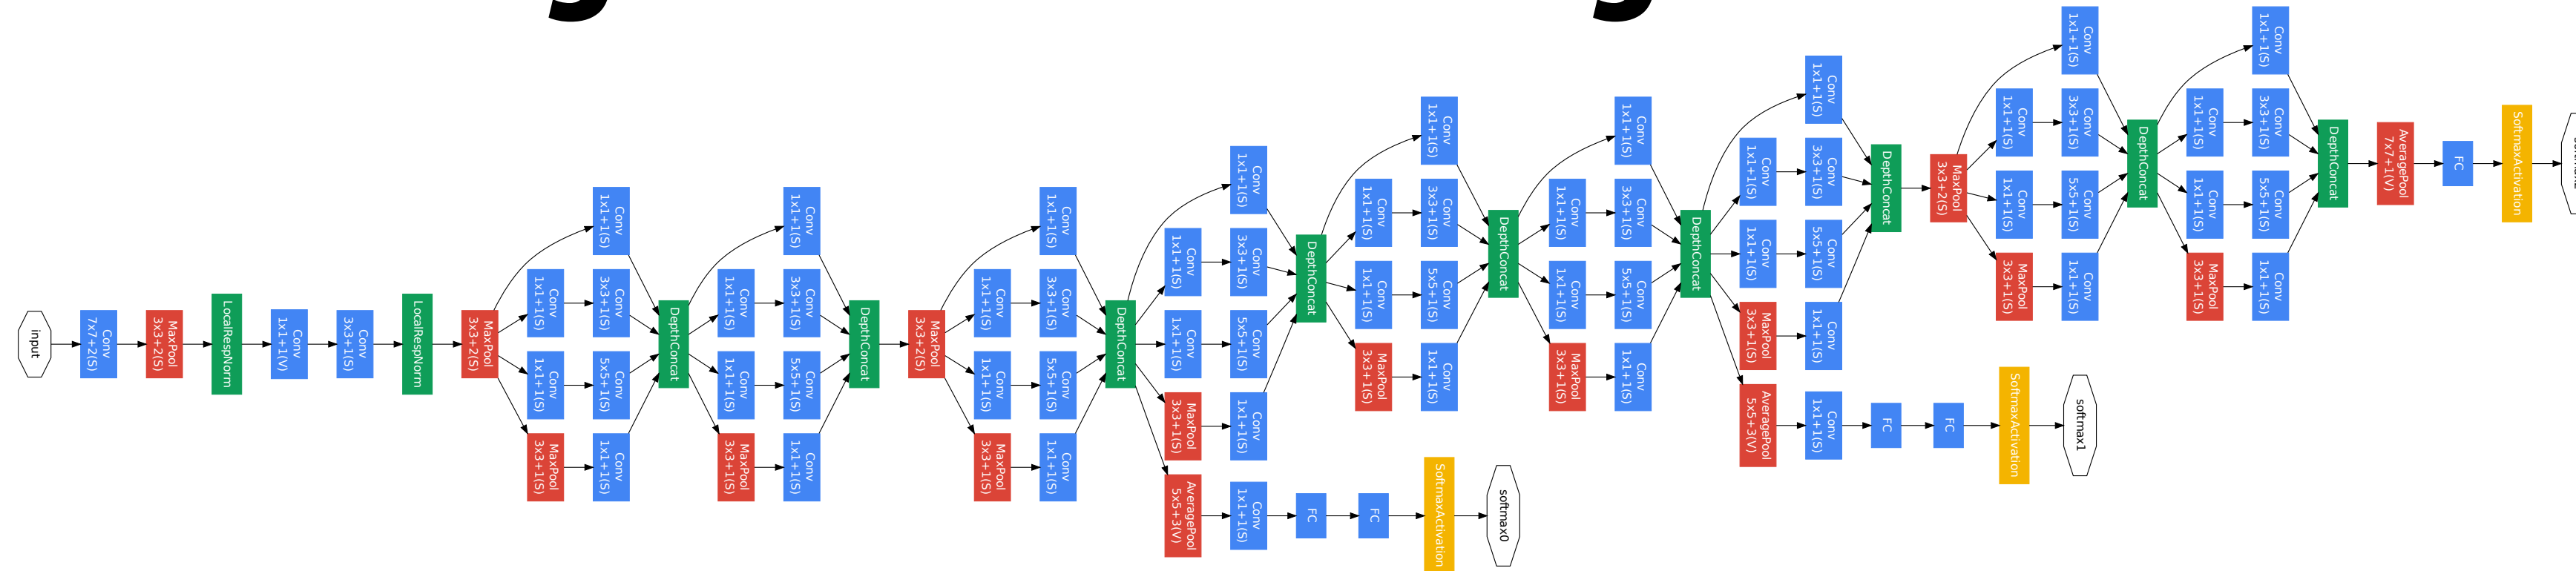 input
Conv
7x7+2(S)
MaxPool
3x3+2(S)
LocalRespNorm
Conv
1x1+1(V)
Conv
3x3+1(S)
LocalRespNorm
MaxPool
3x3+2(S)
Conv
1x1+1(S)
Conv
1x1+1(S)
MaxPool
3x3+1(S)
Conv
1x1+1(S)
Conv
3x3+1(S)
Conv
5x5+1(S)
Conv
1x1+1(S)
DepthConcat
Conv
1x1+1(S)
Conv
1x1+1(S)
MaxPool
3x3+1(S)
Conv
1x1+1(S)
Conv
3x3+1(S)
Conv
5x5+1(S)
Conv
1x1+1(S)
DepthConcat
MaxPool
3x3+2(S)
Conv
1x1+1(S)
Conv
1x1+1(S)
MaxPool
3x3+1(S)
Conv
1x1+1(S)
Conv
3x3+1(S)
Conv
5x5+1(S)
Conv
1x1+1(S)
DepthConcat
Conv
1x1+1(S)
Conv
1x1+1(S)
MaxPool
3x3+1(S)
AveragePool
5x5+3(V)
Conv
1x1+1(S)
Conv
3x3+1(S)
Conv
5x5+1(S)
Conv
1x1+1(S)
Conv
1x1+1(S)
FC
FC
SoftmaxActivation
softmax0
DepthConcat
Conv
1x1+1(S)
Conv
1x1+1(S)
MaxPool
3x3+1(S)
Conv
1x1+1(S)
Conv
3x3+1(S)
Conv
5x5+1(S)
Conv
1x1+1(S)
DepthConcat
Conv
1x1+1(S)
Conv
1x1+1(S)
MaxPool
3x3+1(S)
Conv
1x1+1(S)
Conv
3x3+1(S)
Conv
5x5+1(S)
Conv
1x1+1(S)
DepthConcat
Conv
1x1+1(S)
Conv
1x1+1(S)
MaxPool
3x3+1(S)
AveragePool
5x5+3(V)
Conv
1x1+1(S)
Conv
3x3+1(S)
Conv
5x5+1(S)
Conv
1x1+1(S)
Conv
1x1+1(S)
FC
FC
SoftmaxActivation
softmax1
DepthConcat
MaxPool
3x3+2(S)
Conv
1x1+1(S)
Conv
1x1+1(S)
MaxPool
3x3+1(S)
Conv
1x1+1(S)
Conv
3x3+1(S)
Conv
5x5+1(S)
Conv
1x1+1(S)
DepthConcat
Conv
1x1+1(S)
Conv
1x1+1(S)
MaxPool
3x3+1(S)
Conv
1x1+1(S)
Conv
3x3+1(S)
Conv
5x5+1(S)
Conv
1x1+1(S)
DepthConcat
AveragePool
7x7+1(V)
FC
SoftmaxActivation